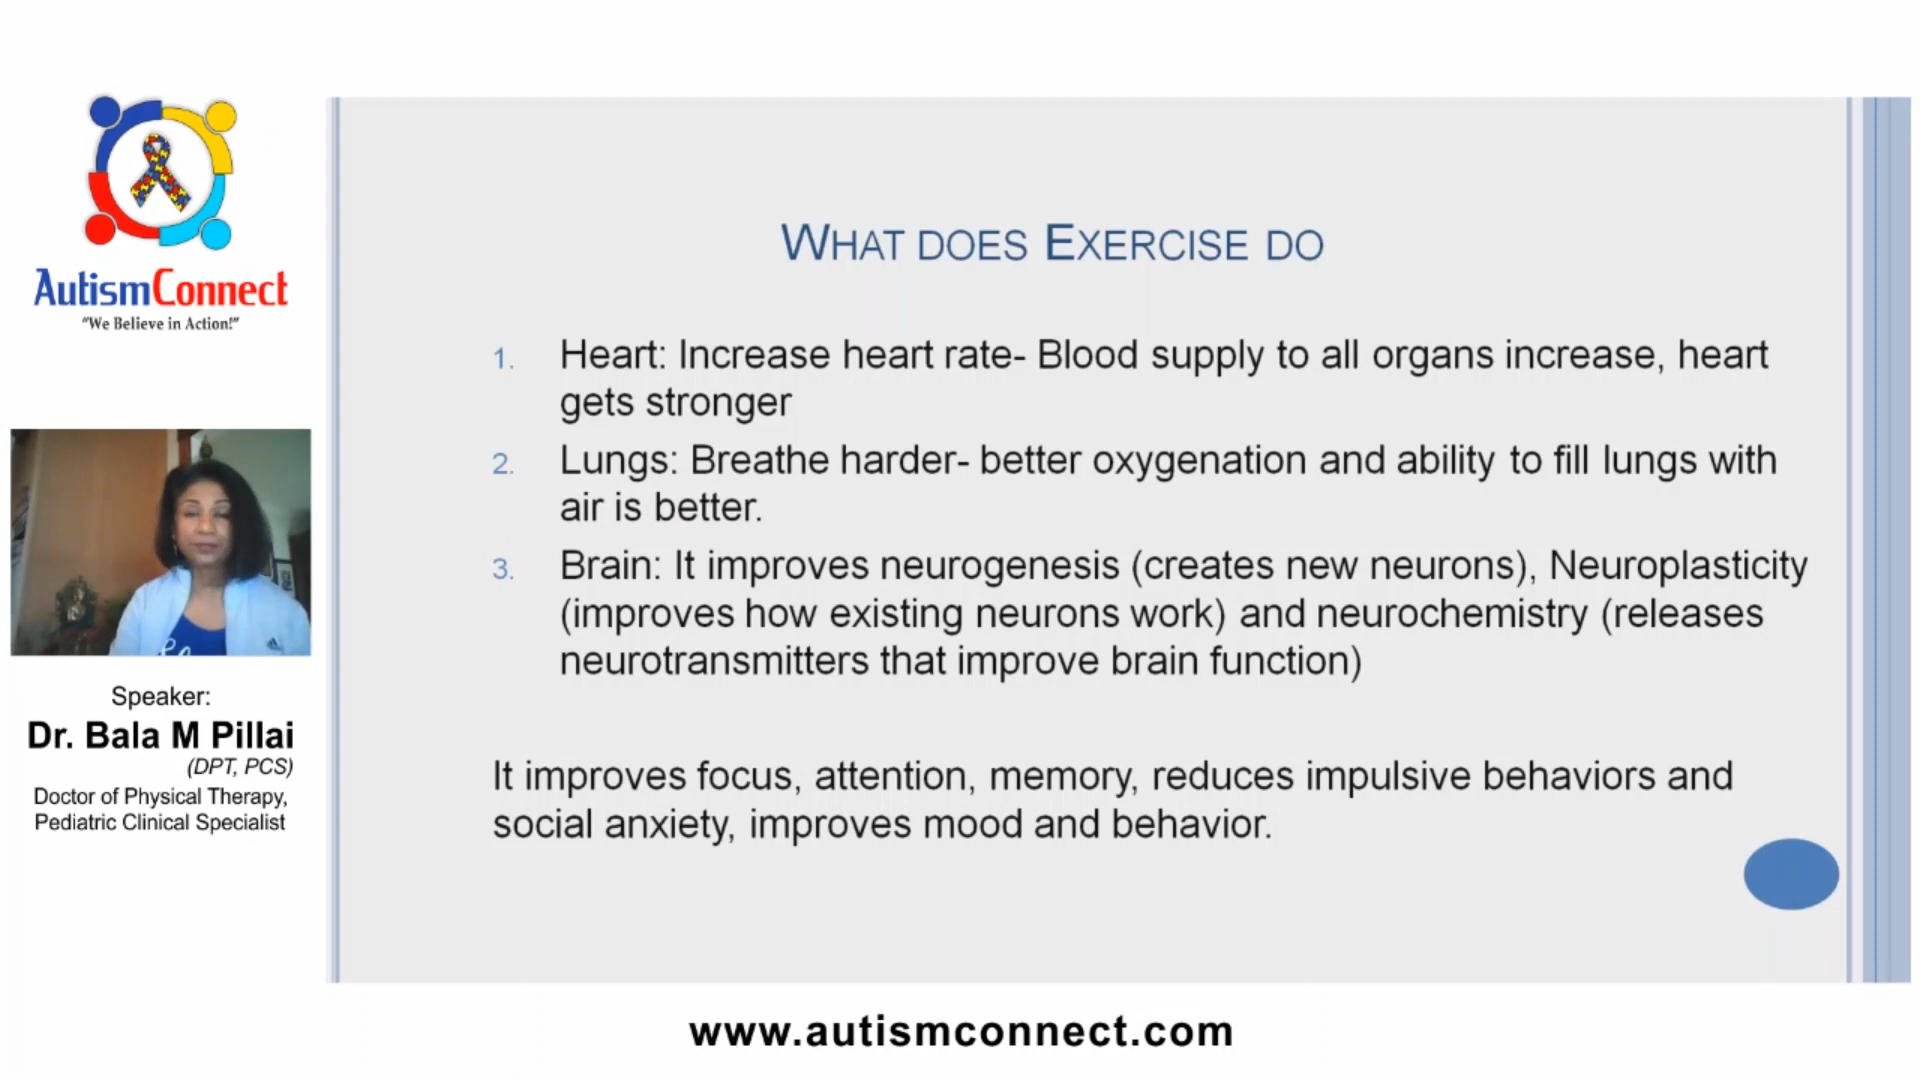 AutismConnect
"We Believe in Action!"
Speaker:
Dr. Bala M Pillai
(DPT, PCS)
Doctor of Physical Therapy,
Pediatric Clinical Specialist
WHAT DOES EXERCISE DO
1. Heart: Increase heart rate- Blood supply to all organs increase, heart
gets stronger
2. Lungs: Breathe harder- better oxygenation and ability to fill lungs with
air is better.
3. Brain: It improves neurogenesis (creates new neurons), Neuroplasticity
(improves how existing neurons work) and neurochemistry (releases
neurotransmitters that improve brain function)
It improves focus, attention, memory, reduces impulsive behaviors and
social anxiety, improves mood and behavior.
www.autismconnect.com